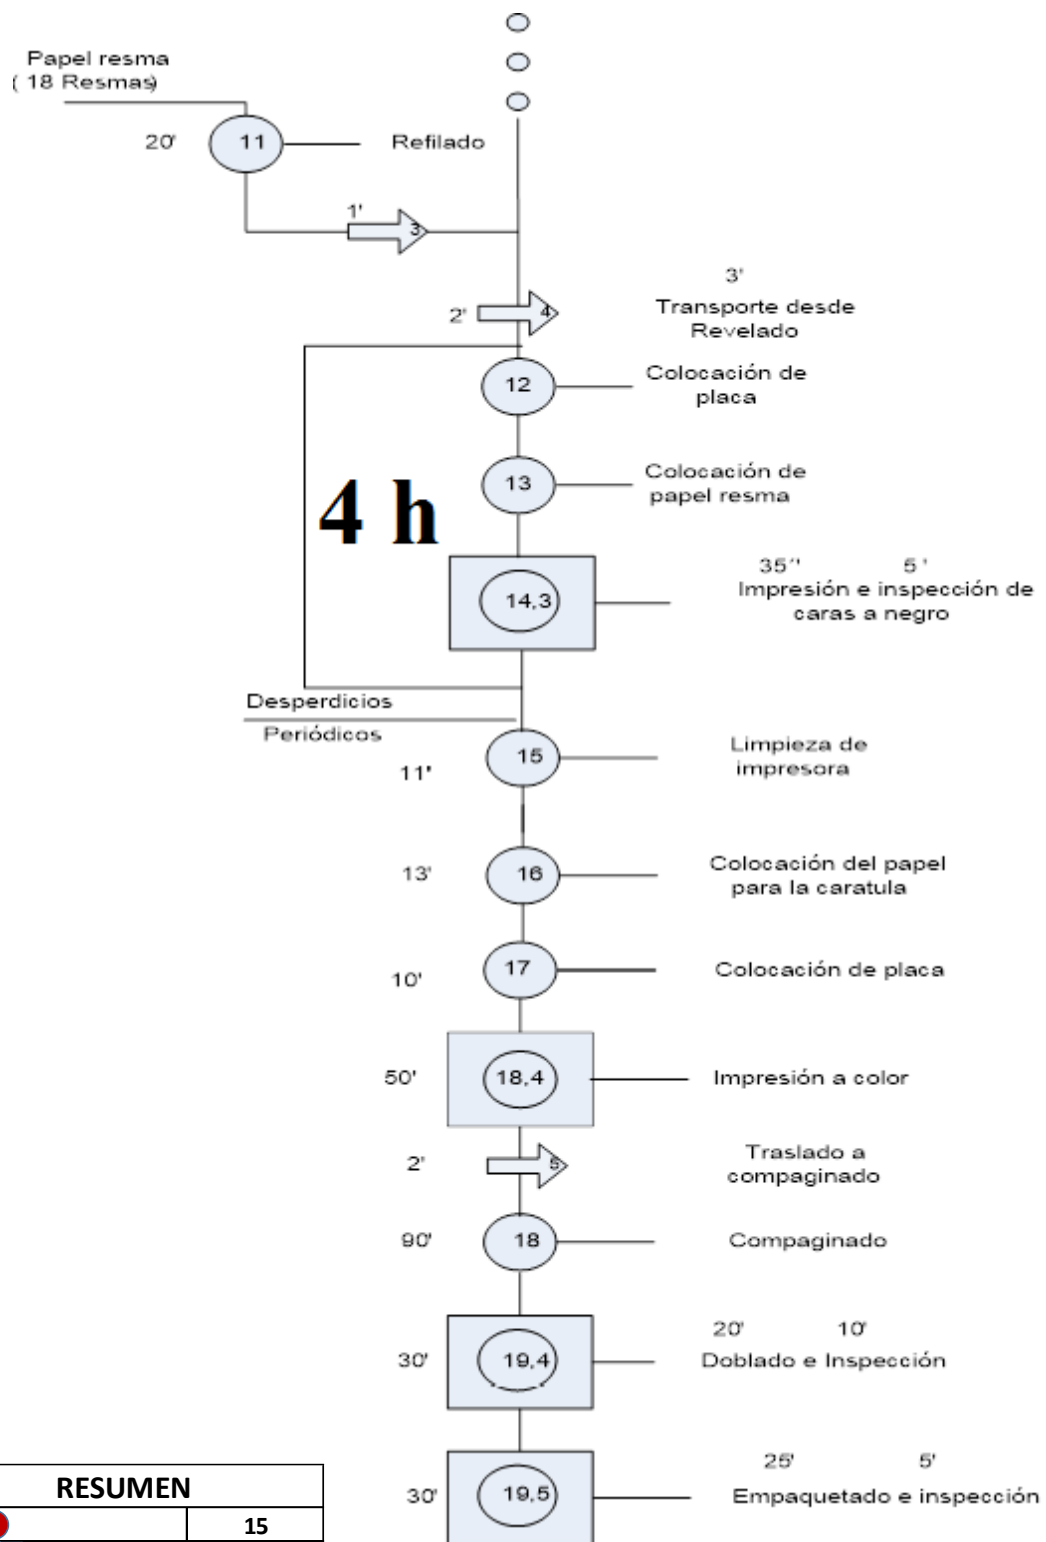 Papel resma
( 18 Resmas)
20'
11
Refilado
1'
3
3'
2'
4
Transporte desde
Revelado
12
Colocación de
placa
4 h
13
Colocación de
papel resma
35''
5 '
14,3
Impresión e inspección de
caras a negro
Desperdicios
Periódicos
11'
15
Limpieza de
impresora
13'
16
Colocación del papel
para la caratula
10'
17
Colocación de placa
50'
18,4
Impresión a color
2'
5
Traslado a
compaginado
90'
18
Compaginado
20'
10'
30'
19,4
Doblado e Inspección
25'
5'
30'
19,5
Empaquetado e inspección
RESUMEN
15